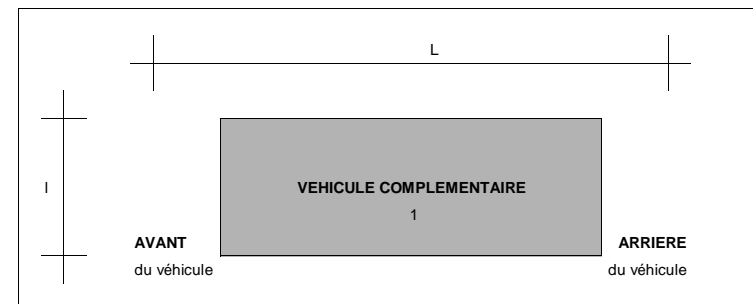 L
l
VEHICULE COMPLEMENTAIRE
1
AVANT
du véhicule
ARRIERE
du véhicule